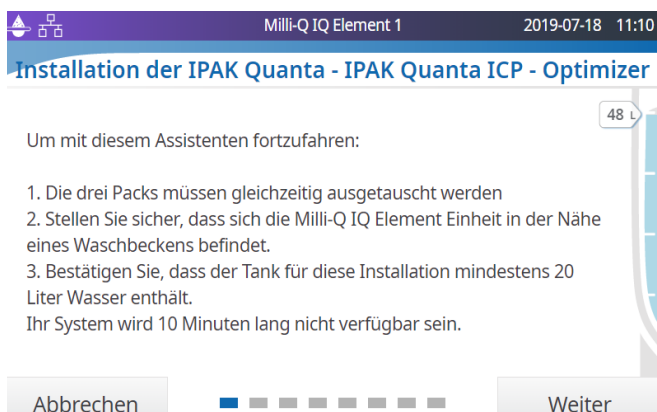 Milli-Q IQ Element 1
2019-07-18 11:10
Installation der IPAK Quanta - IPAK Quanta ICP - Optimizer
48 L
Um mit diesem Assistenten fortzufahren:
1. Die drei Packs müssen gleichzeitig ausgetauscht werden
2. Stellen Sie sicher, dass sich die Milli-Q IQ Element Einheit in der Nähe
eines Waschbeckens befindet.
3. Bestätigen Sie, dass der Tank für diese Installation mindestens 20
Liter Wasser enthält.
Ihr System wird 10 Minuten lang nicht verfügbar sein.
Abbrechen
Weiter